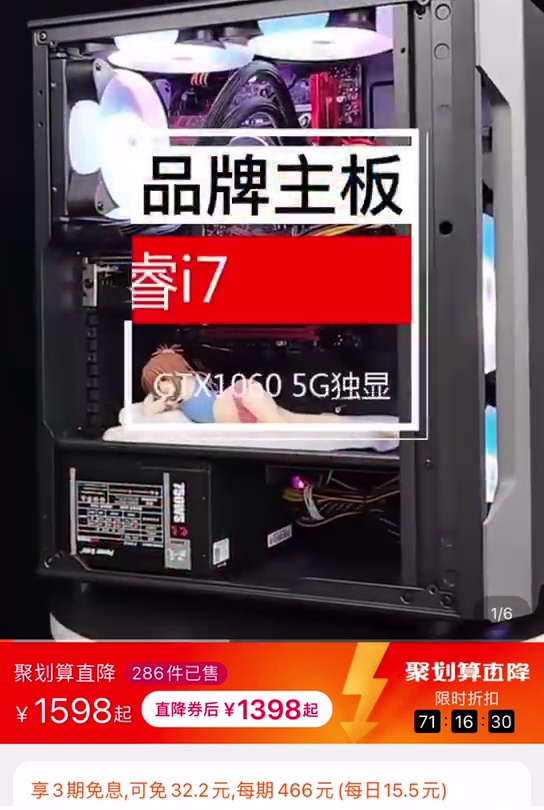 品牌主板
睿i7
GTX1060 5G独显
750WS
1/6
聚划算直降 286件已售
¥1598起 直降券后¥1398起
聚划算直降
限时折扣
71:16:30
享3期免息,可免32.2元,每期466元(每日15.5元)